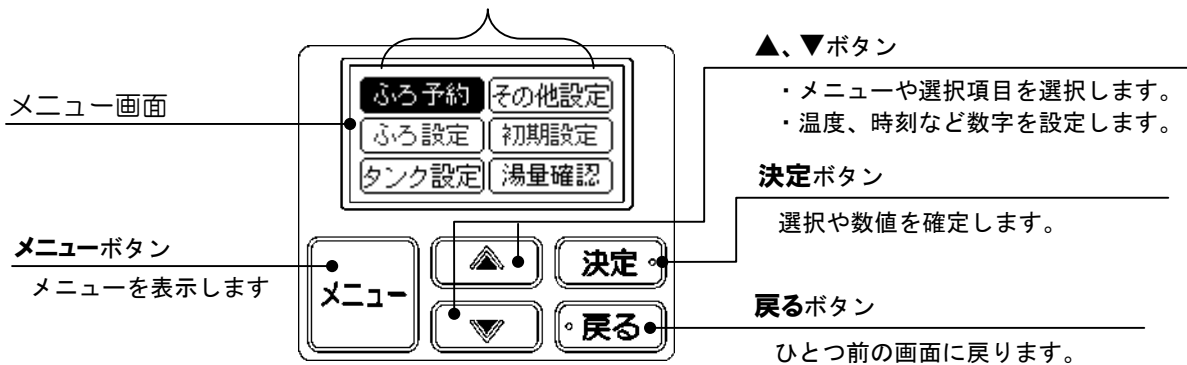 ▲、▼ボタン
・メニューや選択項目を選択します。
・温度、時刻など数字を設定します。
メニュー画面
ふろ予約 その他設定
ふろ設定 初期設定
タンク設定 湯量確認
決定ボタン
選択や数値を確定します。
メニューボタン
メニューを表示します
メニュー
▲ 決定
▼ 戻る
戻るボタン
ひとつ前の画面に戻ります。